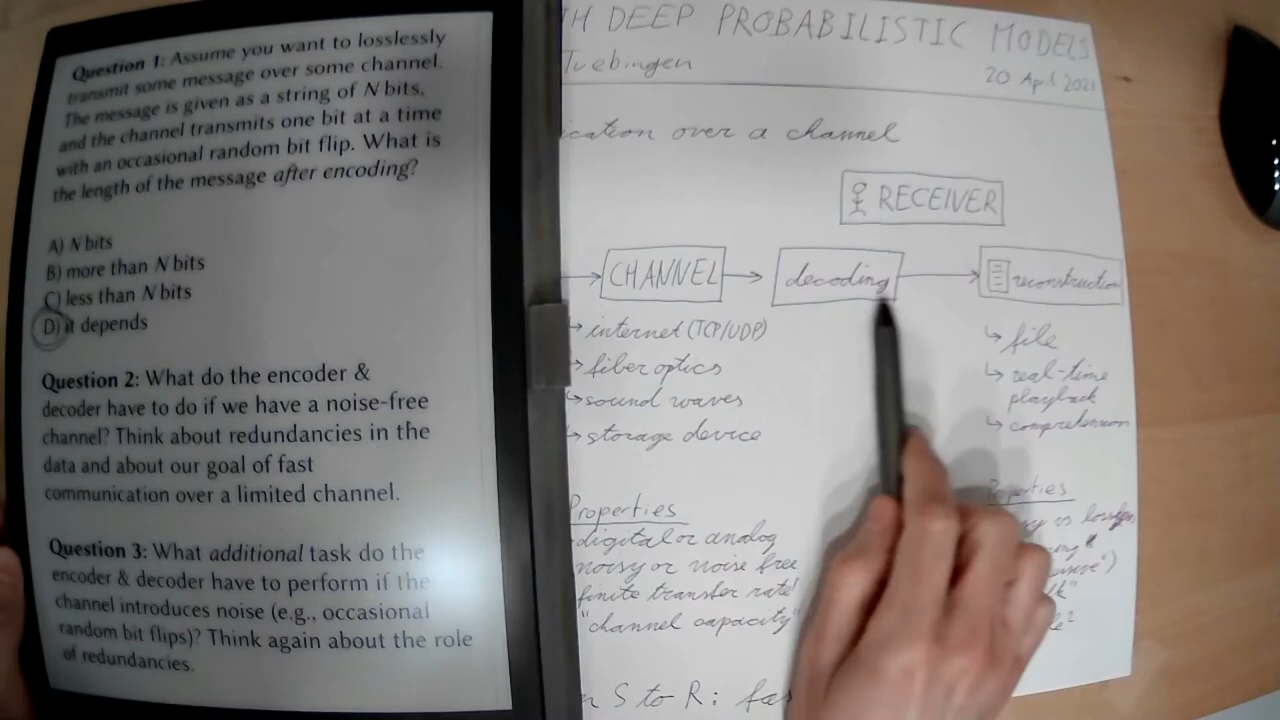 Question 1: Assume you want to losslessly
transmit some message over some channel.
The message is given as a string of N bits,
and the channel transmits one bit at a time
with an occasional random bit flip. What is
the length of the message after encoding?
A) N bits
B) more than N bits
C) less than N bits
D) it depends
Question 2: What do the encoder &
decoder have to do if we have a noise-free
channel? Think about redundancies in the
data and about our goal of fast
communication over a limited channel.
Question 3: What additional task do the
encoder & decoder have to perform if the
channel introduces noise (e.g., occasional
random bit flips)? Think again about the role
of redundancies.
DEEP PROBABILISTIC MODELS
Tuebingen
20 April
over a channel
RECEIVER
CHANNEL
decoding
reconstruction
↳ internet (TCP/UDP)
↳ fiber optics
↳ sound waves
↳ storage device
↳ file
↳ real-time
playback
↳ comprehension
Properties
digital or analog
noisy or noise free
finite transfer rate!
"channel capacity"
Properties
or
S to R: